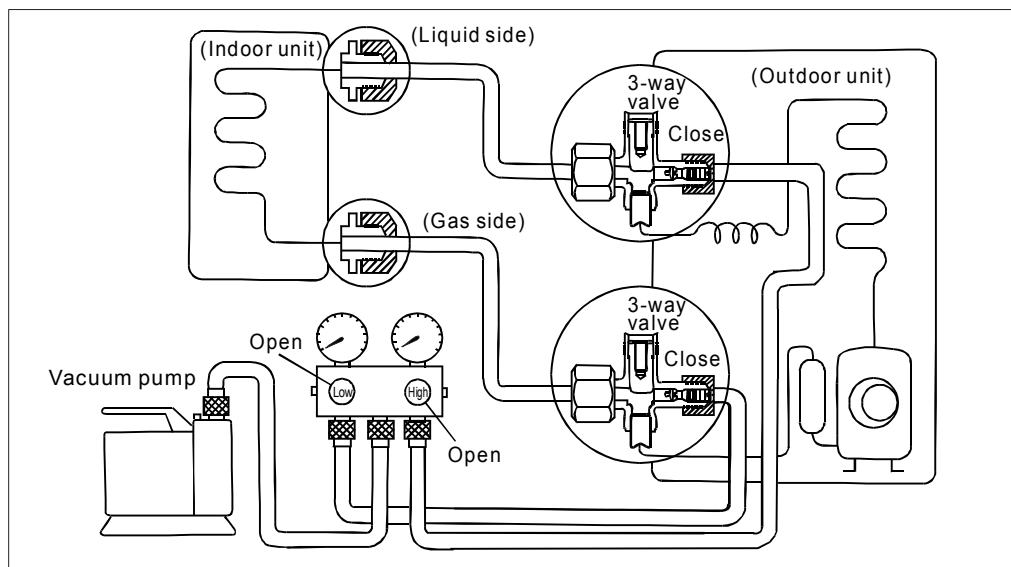 (Indoor unit)
(Liquid side)
3-way
valve
Close
(Outdoor unit)
(Gas side)
3-way
valve
Close
Open
Low
High
Vacuum pump
Open